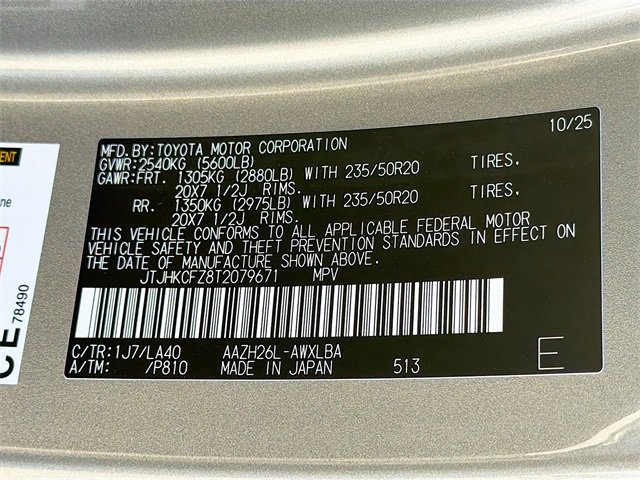 10/25
MFD.BY:TOYOTA MOTOR CORPORATION
GVWR:2540KG (5600LB)
GAWR:FRT. 1305KG (2880LB) WITH 235/50R20 TIRES.
20X7 1/2J RIMS.
RR. 1350KG (2975LB) WITH 235/50R20 TIRES.
20X7 1/2J RIMS.
THIS VEHICLE CONFORMS TO ALL APPLICABLE FEDERAL MOTOR
VEHICLE SAFETY AND THEFT PREVENTION STANDARDS IN EFFECT ON
THE DATE OF MANUFACTURE SHOWN ABOVE.
JTJHKCFZ8T2079671 MPV
C/TR:1J7/LA40 AAZH26L-AWXLBA
A/TM: /P810 MADE IN JAPAN 513 E
78490